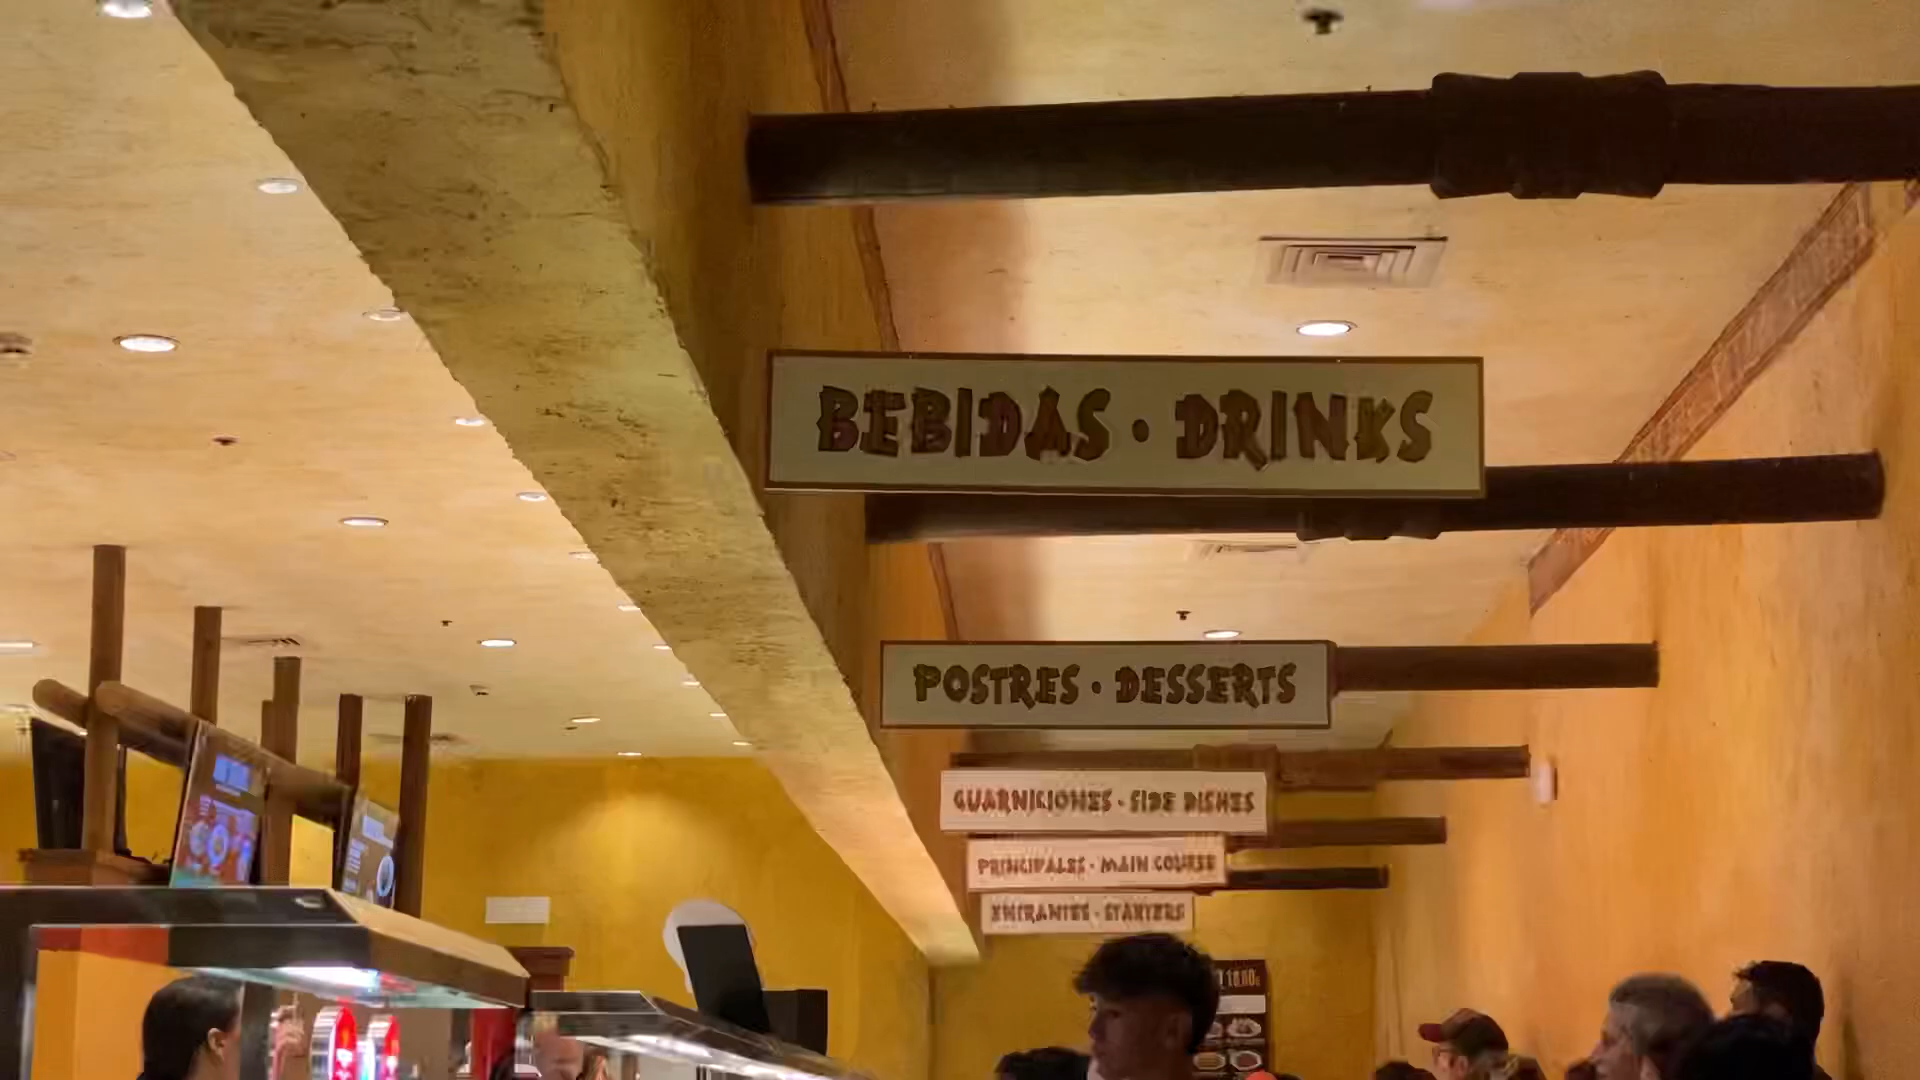 BEBIDAS · DRINKS
POSTRES · DESSERTS
GUARNICIONES · SIDE DISHES
PRINCIPALES · MAIN COURSE
ENTRANTES · STARTERS